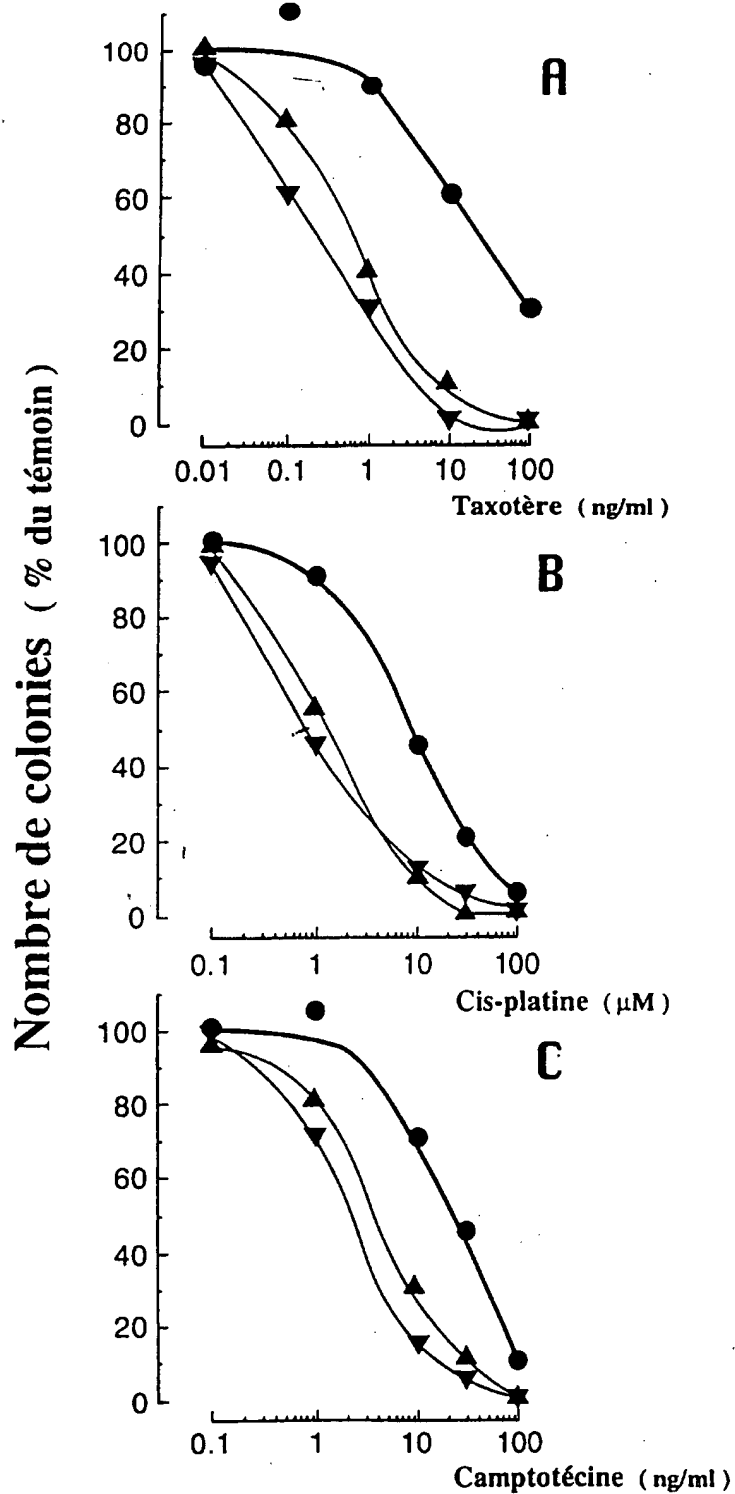 Nombre de colonies ( % du témoin )
A
100
80
60
40
20
0
0.01 0.1 1 10 100
Taxotère ( ng/ml )
B
100
80
60
40
20
0
0.1 1 10 100
Cis-platine ( µM )
C
100
80
60
40
20
0
0.1 1 10 100
Camptotécine ( ng/ml )